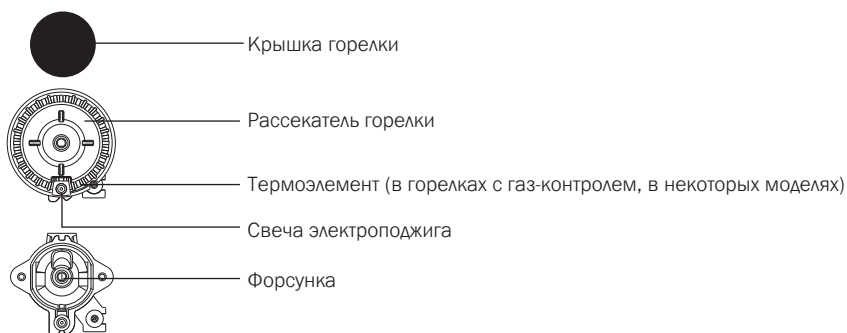 Крышка горелки
Рассекатель горелки
Термоэлемент (в горелках с газ-контролем, в некоторых моделях)
Свеча электроподжига
Форсунка